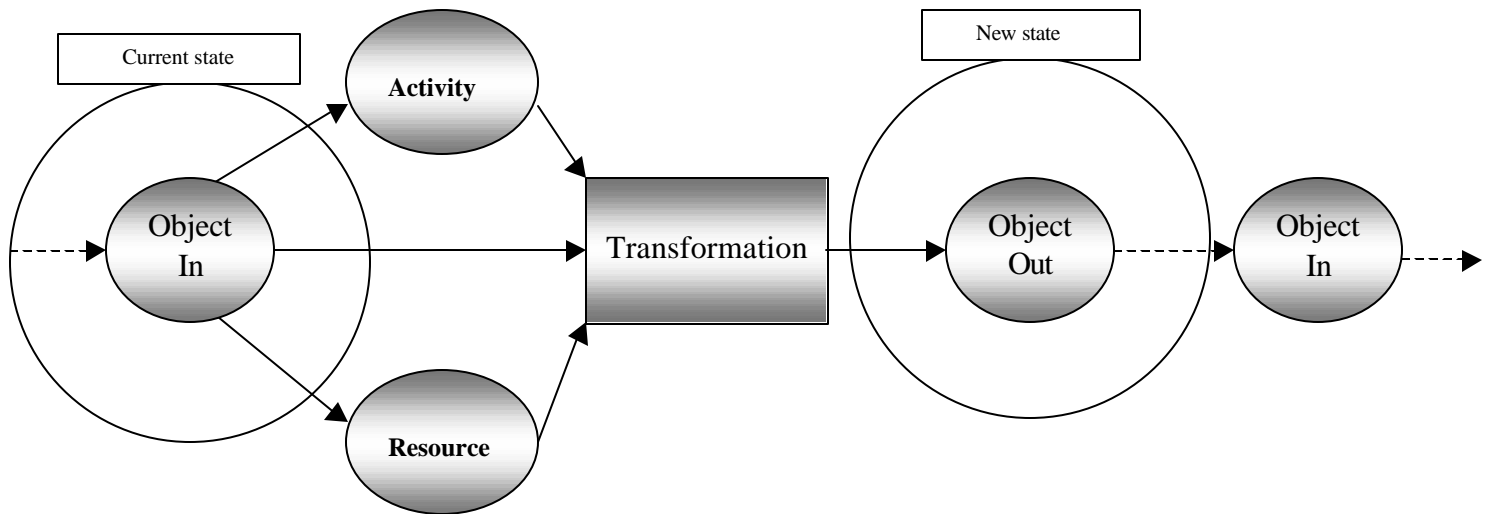 Current state
New state
Activity
Object
In
Transformation
Object
Out
Object
In
Resource